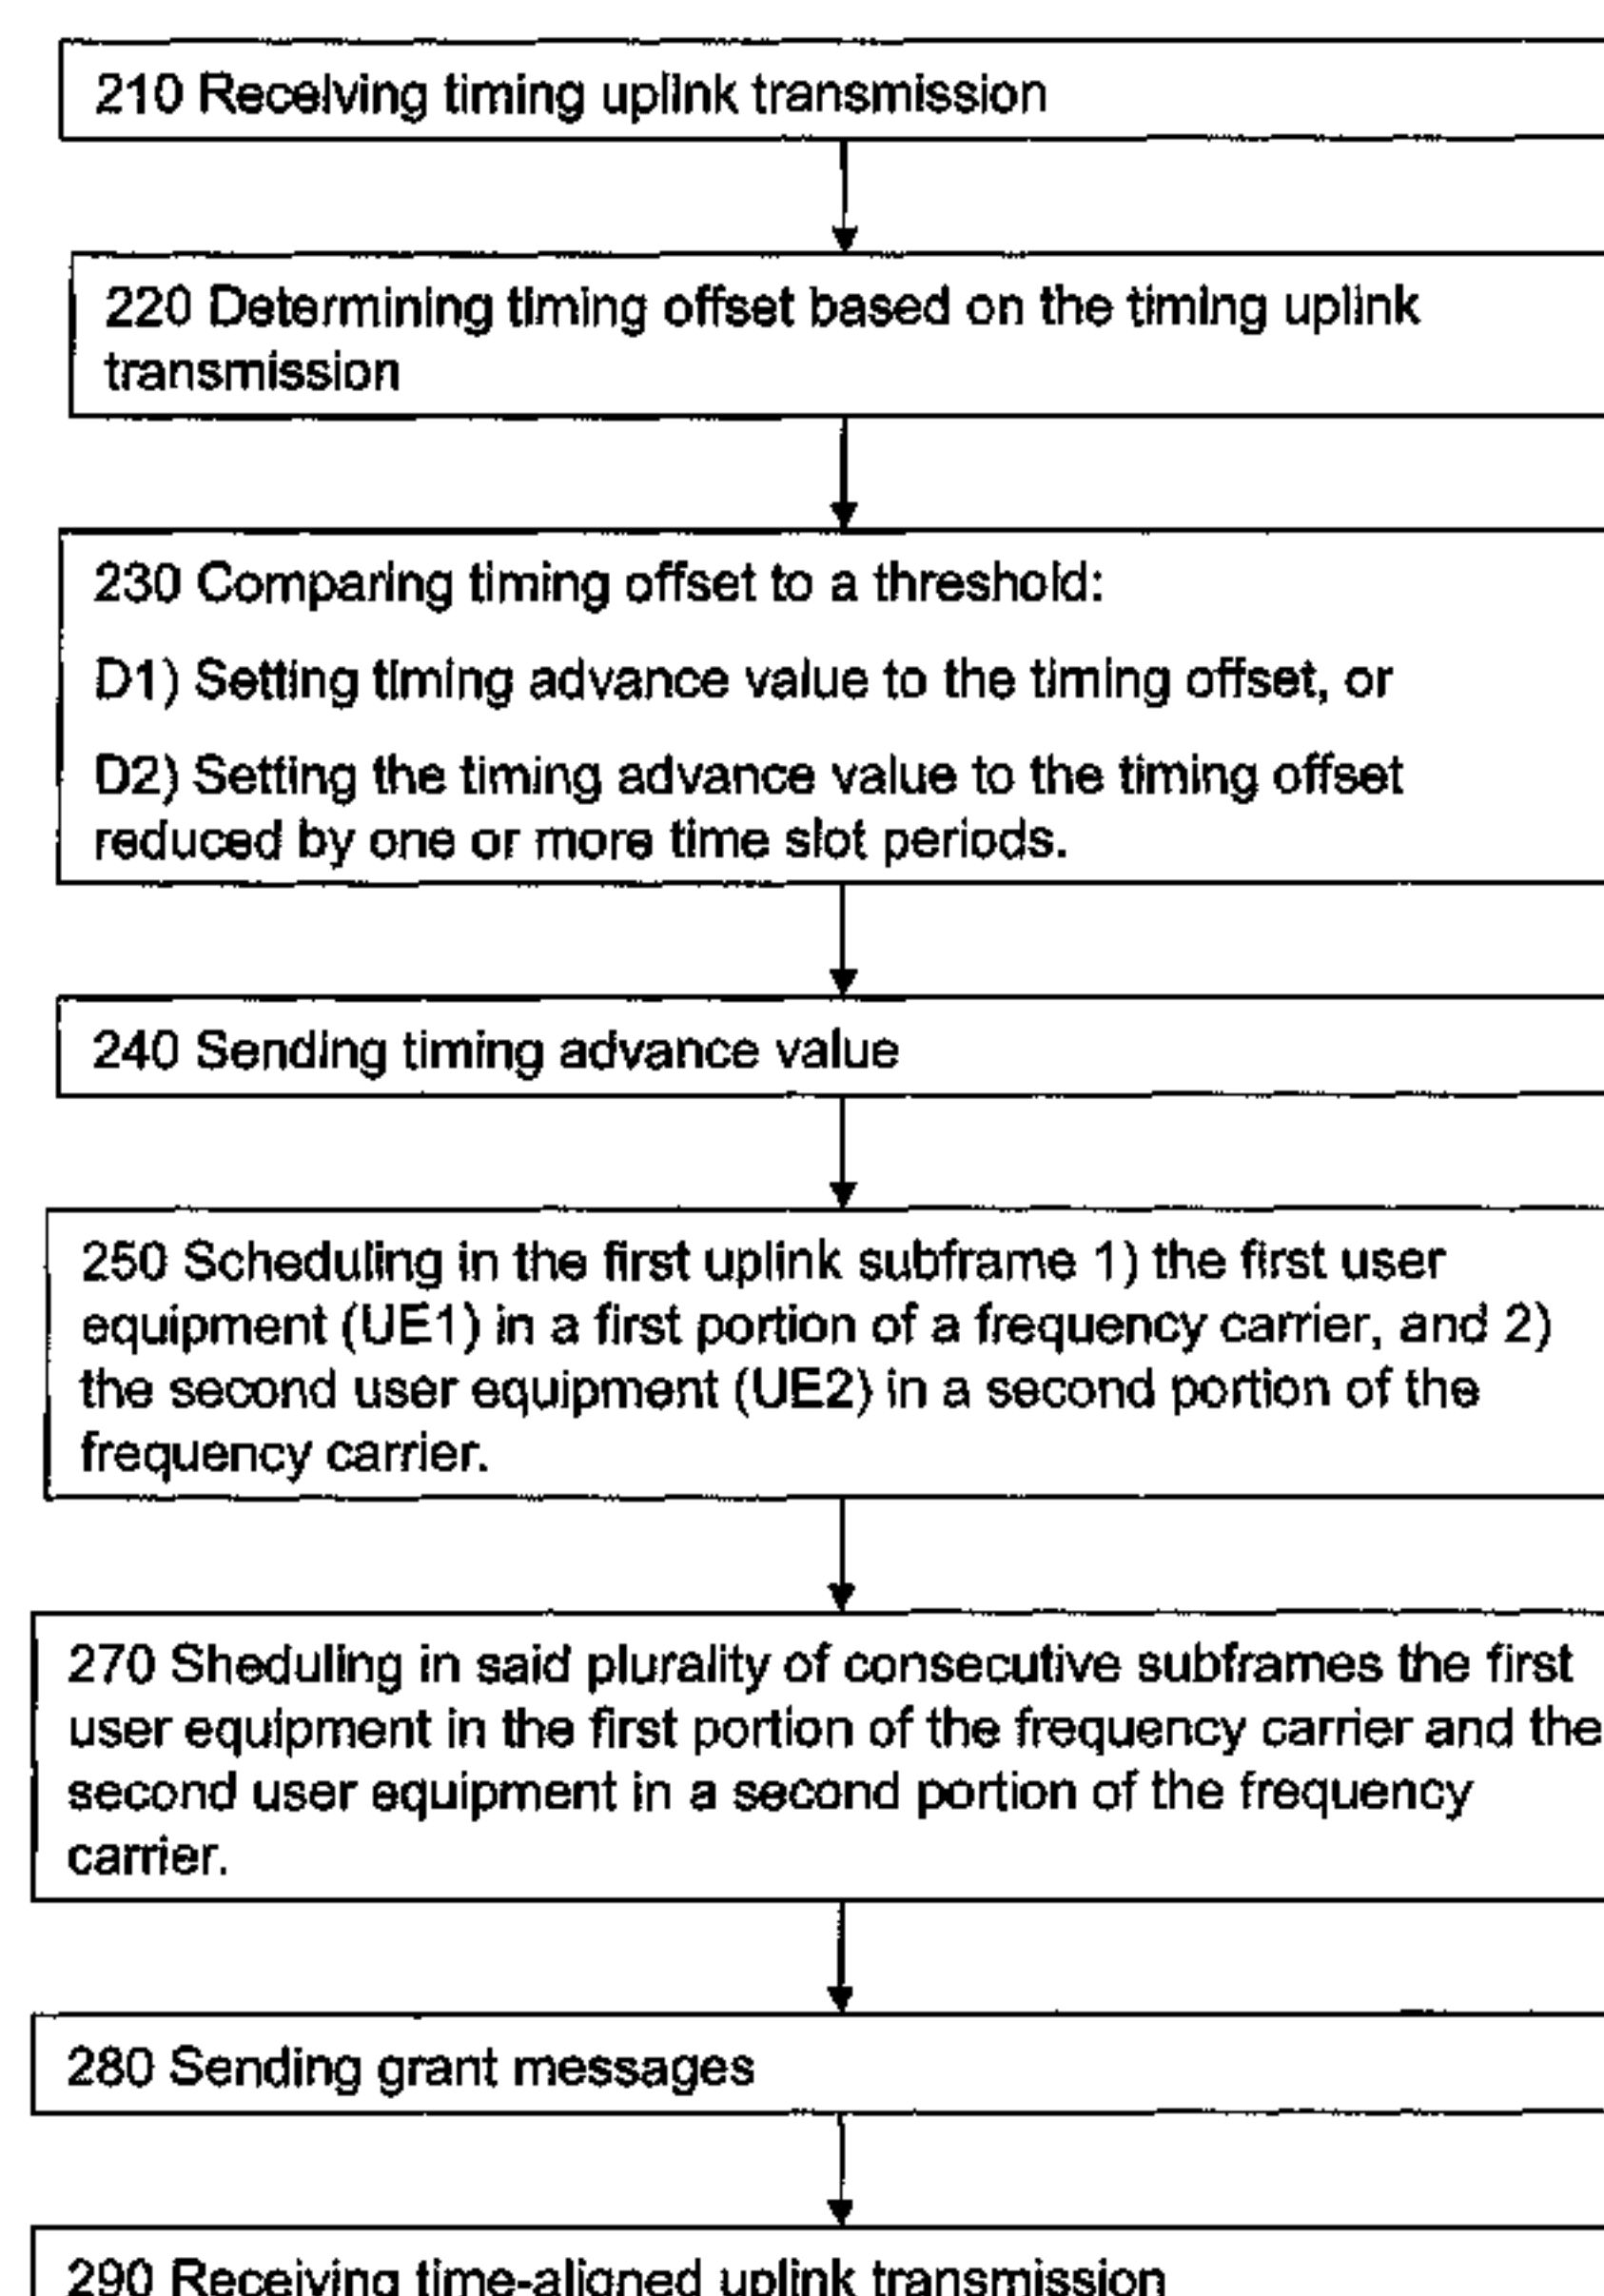 210 Receiving timing uplink transmission
220 Determining timing offset based on the timing uplink
transmission
230 Comparing timing offset to a threshold:
D1) Setting timing advance value to the timing offset, or
D2) Setting the timing advance value to the timing offset
reduced by one or more time slot periods.
240 Sending timing advance value
250 Scheduling in the first uplink subframe 1) the first user
equipment (UE1) in a first portion of a frequency carrier, and 2)
the second user equipment (UE2) in a second portion of the
frequency carrier.
270 Sheduling in said plurality of consecutive subframes the first
user equipment in the first portion of the frequency carrier and the
second user equipment in a second portion of the frequency
carrier.
280 Sending grant messages
290 Receiving time-aligned uplink transmission